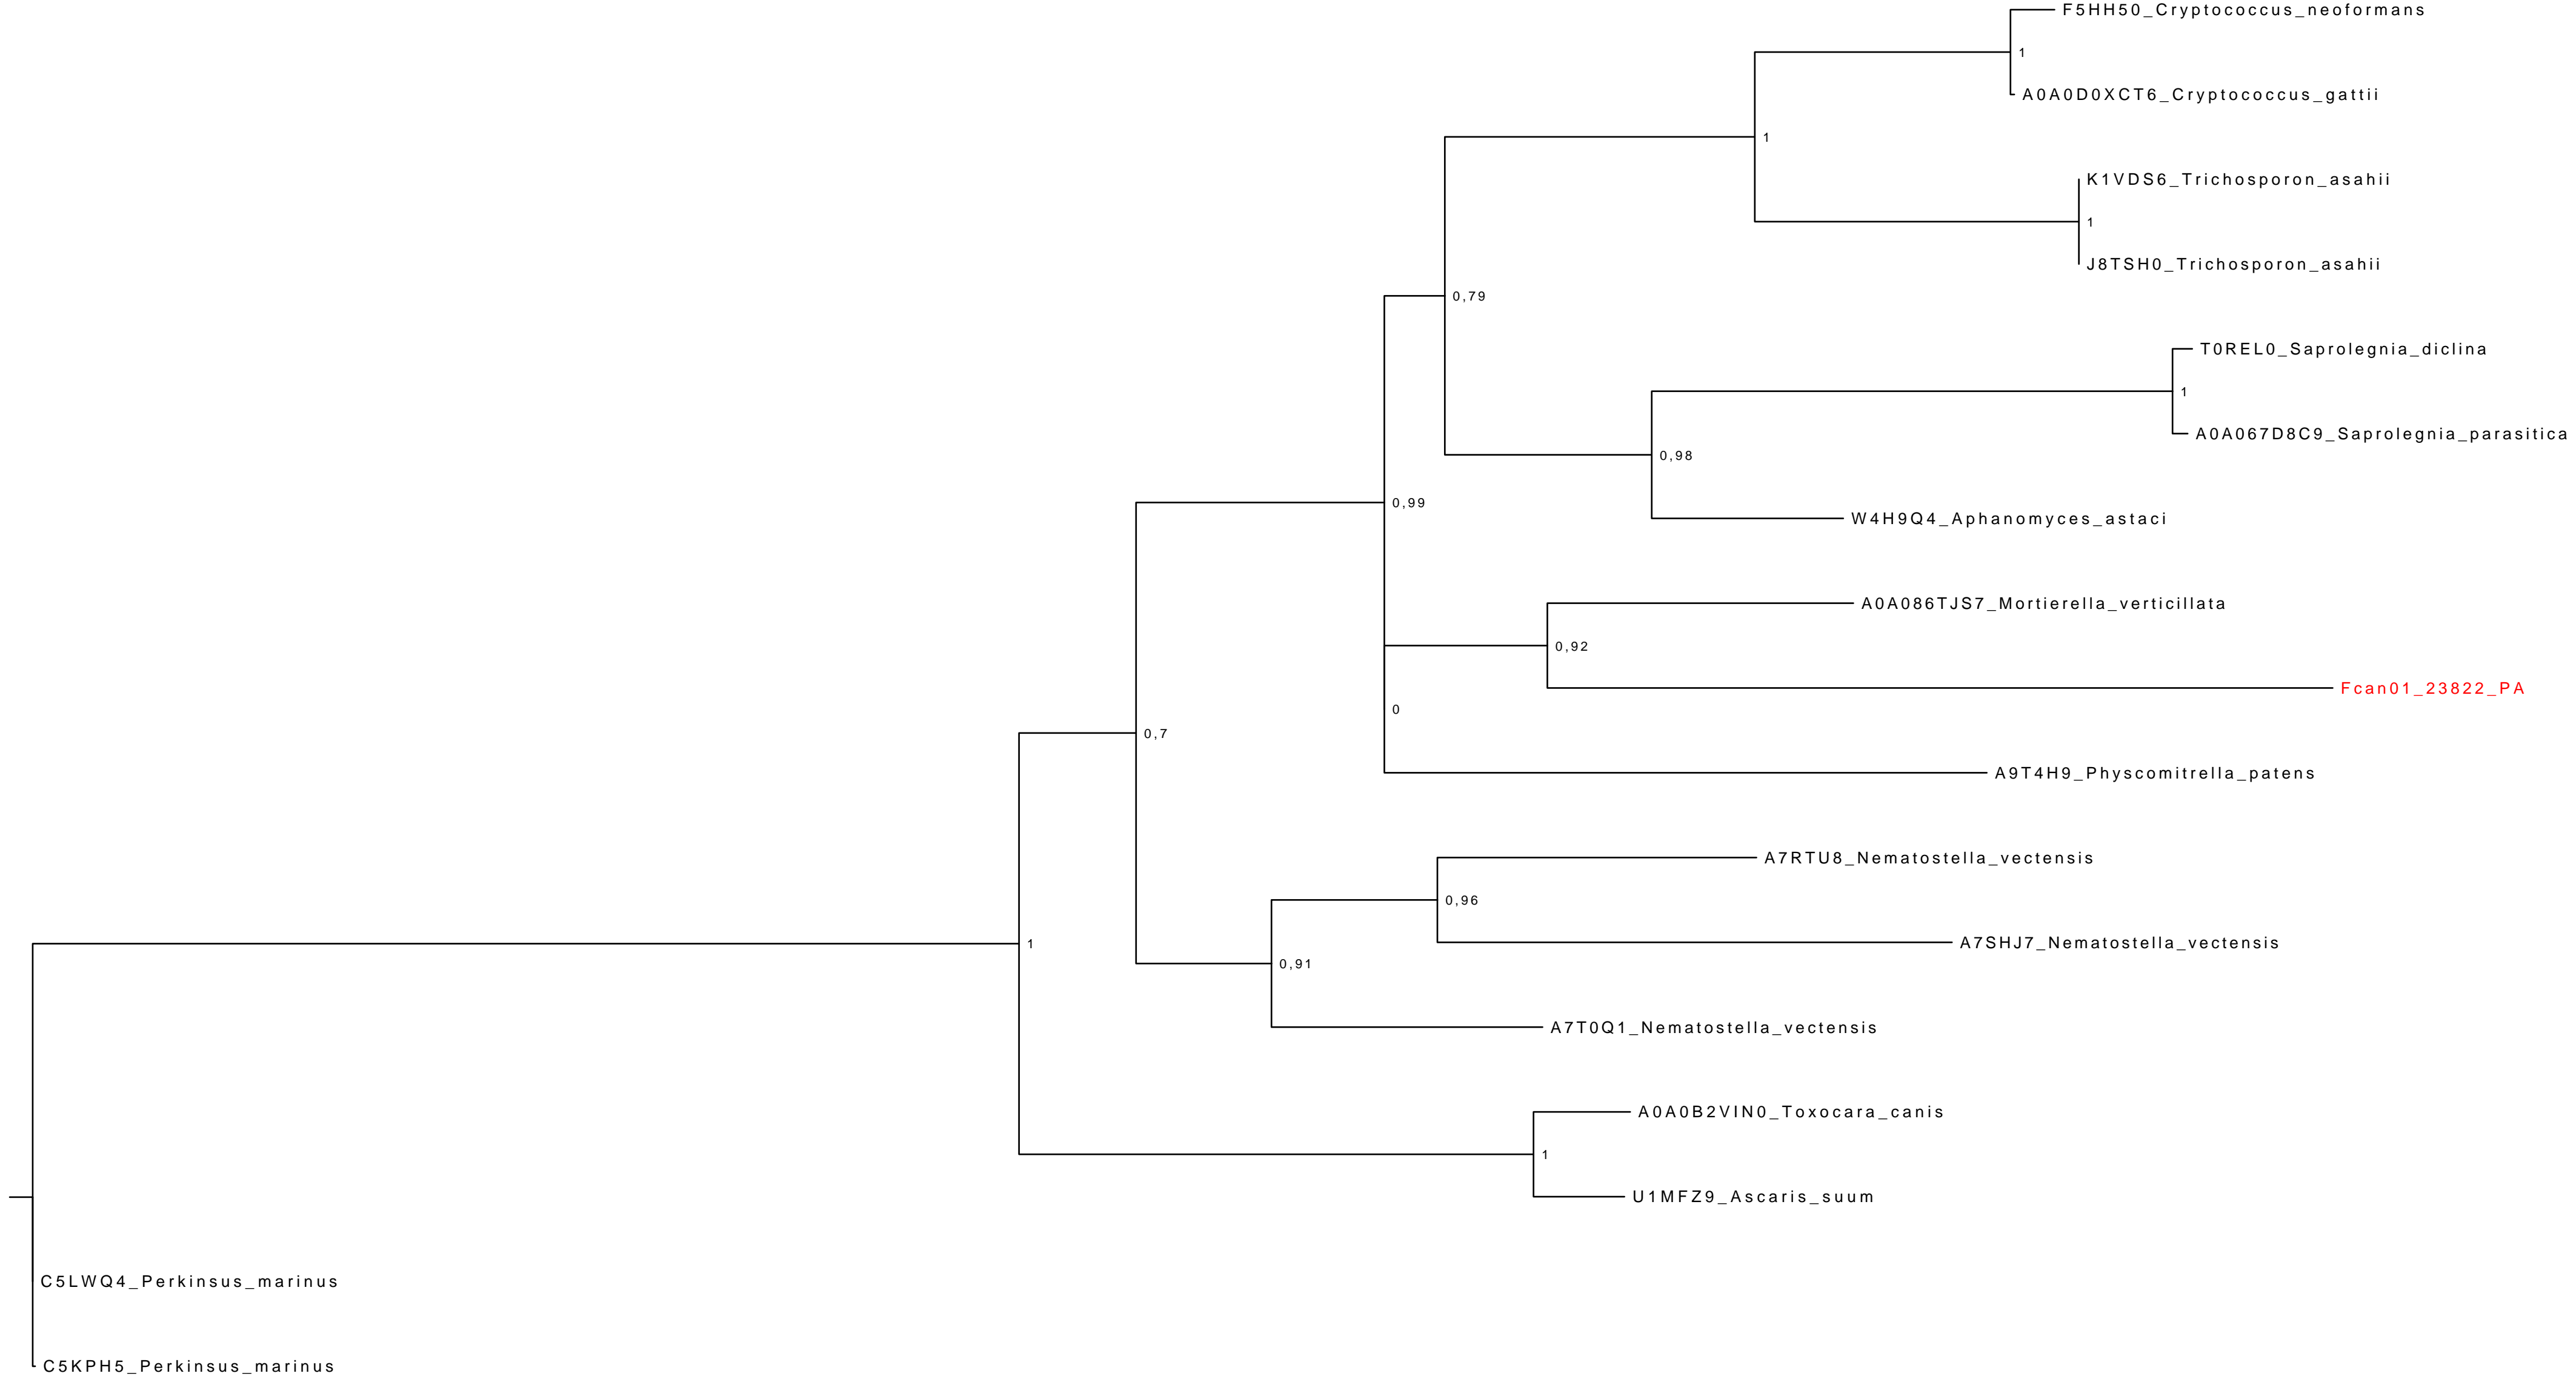 F5HH50_Cryptococcus_neoformans
1
A0A0D0XCT6_Cryptococcus_gattii
1
K1VDS6_Trichosporon_asahii
1
J8TSH0_Trichosporon_asahii
0,79
T0REL0_Saprolegnia_diclina
1
A0A067D8C9_Saprolegnia_parasitica
0,98
0,99
W4H9Q4_Aphanomyces_astaci
A0A086TJS7_Mortierella_verticillata
0,92
Fcan01_23822_PA
0
0,7
A9T4H9_Physcomitrella_patens
A7RTU8_Nematostella_vectensis
0,96
A7SHJ7_Nematostella_vectensis
1
0,91
A7T0Q1_Nematostella_vectensis
A0A0B2VIN0_Toxocara_canis
1
U1MFZ9_Ascaris_suum
C5LWQ4_Perkinsus_marinus
C5KPH5_Perkinsus_marinus